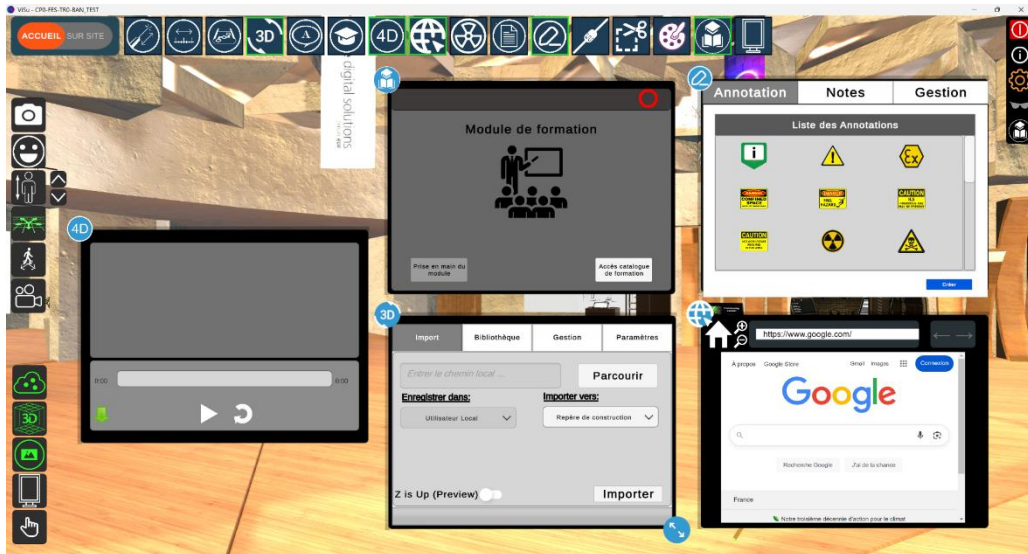 ViSu - CP0-FES-TR0-BAN_TEST
ACCUEIL SUR SITE
3D
A
4D
digital solutions
Module de formation
Prise en main du
module
Accès catalogue
de formation
Annotation Notes Gestion
Liste des Annotations
i
Ex
CAUTION
CAUTION
Créer
4D
0:00 0:00
3D
Import Bibliothèque Gestion Paramètres
Entrer le chemin local ...
Parcourir
Enregistrer dans: Importer vers:
Utilisateur Local Repère de construction
Z is Up (Preview)
Importer
https://www.google.com/
À propos Google Store Gmail Images Connexion
Google
Recherche Google J'ai de la chance
France
Notre troisième décennie d'action pour le climat
3D